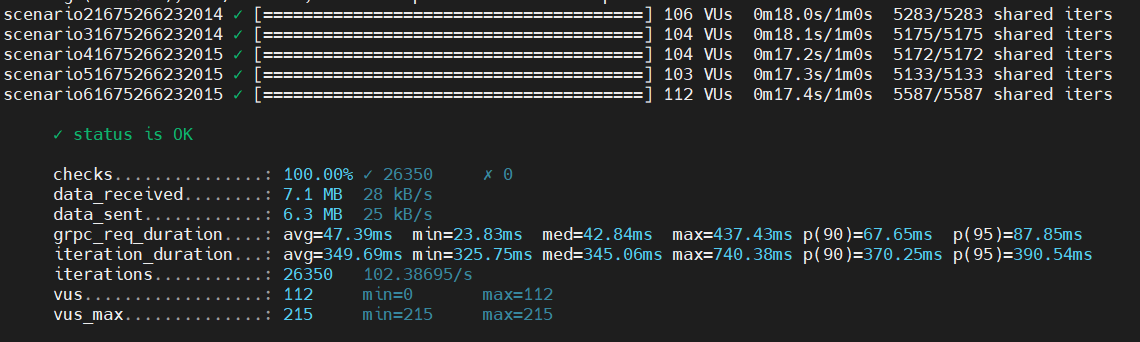 scenario21675266232014 ✓ [======================================] 106 VUs  0m18.0s/1m0s  5283/5283 shared iters
scenario31675266232014 ✓ [======================================] 104 VUs  0m18.1s/1m0s  5175/5175 shared iters
scenario41675266232015 ✓ [======================================] 104 VUs  0m17.2s/1m0s  5172/5172 shared iters
scenario51675266232015 ✓ [======================================] 103 VUs  0m17.3s/1m0s  5133/5133 shared iters
scenario61675266232015 ✓ [======================================] 112 VUs  0m17.4s/1m0s  5587/5587 shared iters
✓ status is OK
checks...............: 100.00% ✓ 26350     ✗ 0
data_received........: 7.1 MB  28 kB/s
data_sent............: 6.3 MB  25 kB/s
grpc_req_duration....: avg=47.39ms  min=23.83ms  med=42.84ms  max=437.43ms p(90)=67.65ms  p(95)=87.85ms
iteration_duration...: avg=349.69ms min=325.75ms med=345.06ms max=740.38ms p(90)=370.25ms p(95)=390.54ms
iterations...........: 26350   102.38695/s
vus..................: 112     min=0       max=112
vus_max..............: 215     min=215     max=215